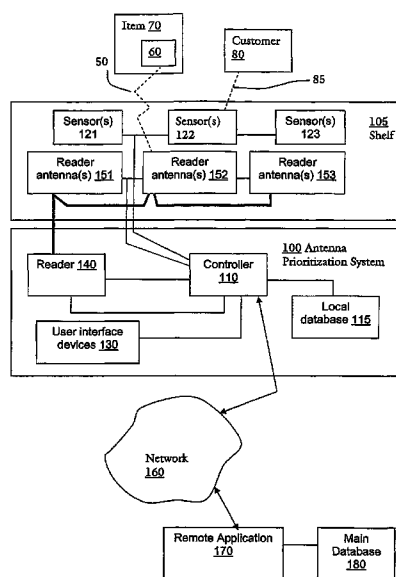 Item 70
60
50
Customer
80
85
Sensor(s)
121
Sensor(s)
122
Sensor(s)
123
105
Shelf
Reader
antenna(s) 151
Reader
antenna(s) 152
Reader
antenna(s) 153
100 Antenna
Prioritization System
Reader 140
Controller
110
User interface
devices 130
Local
database 115
Network
160
Remote Application
170
Main
Database
180